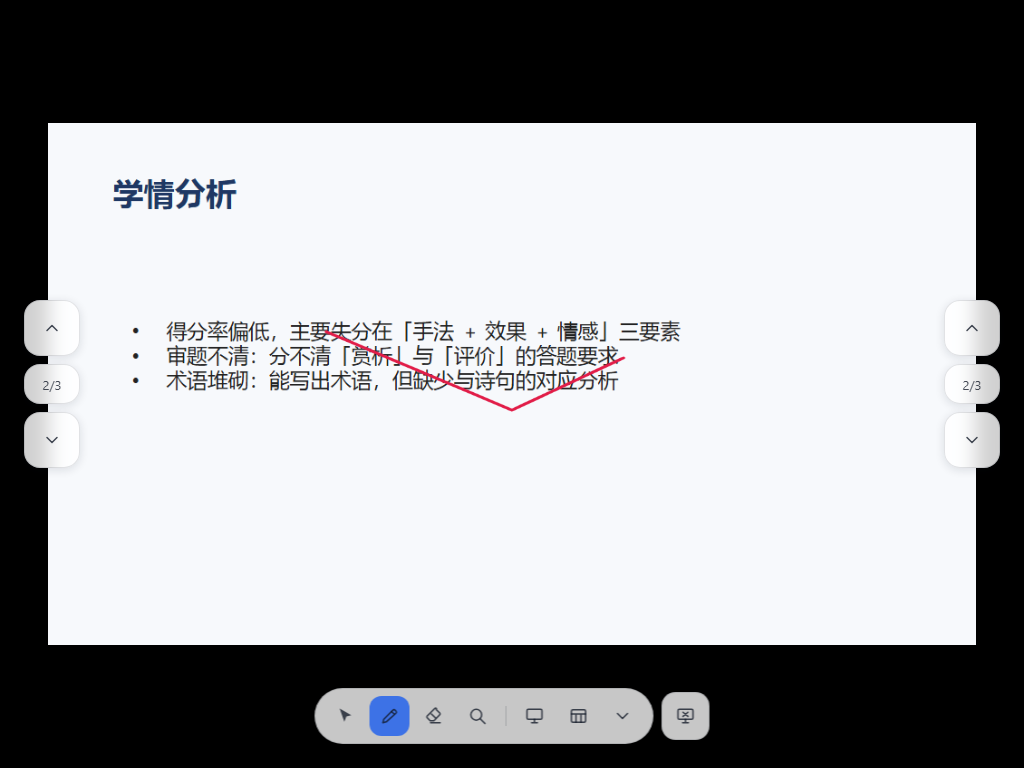 学情分析
• 得分率偏低，主要失分在「手法 + 效果 + 情感」三要素
• 审题不清：分不清「赏析」与「评价」的答题要求
• 术语堆砌：能写出术语，但缺少与诗句的对应分析
2/3
2/3